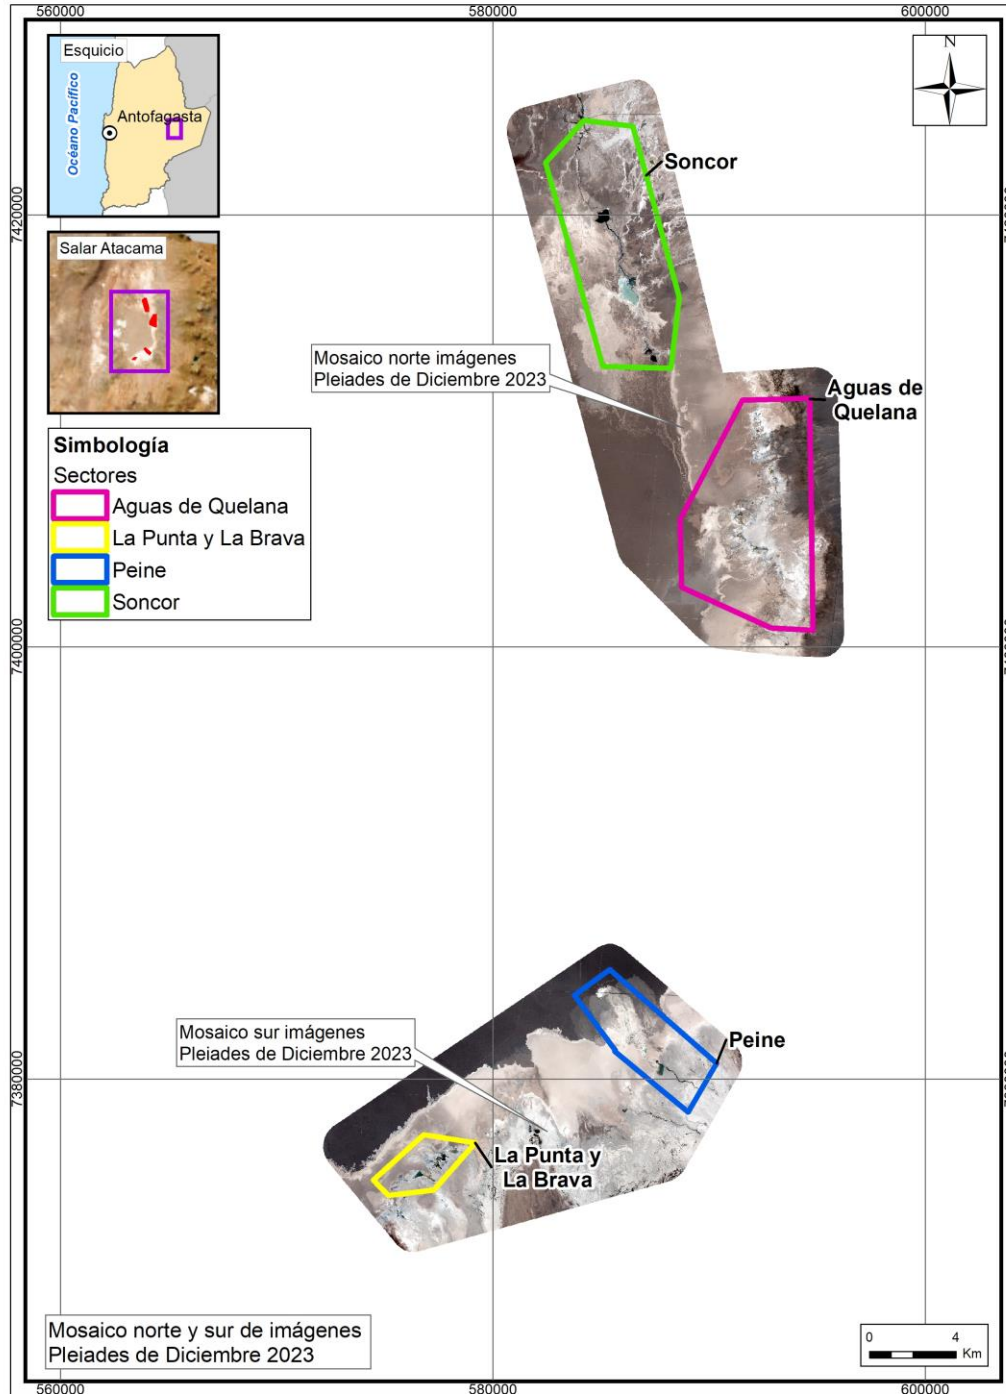 560000
580000
600000
Esquicio
Océano Pacífico
Antofagasta
N
Soncor
7420000
Salar Atacama
Mosaico norte imágenes
Pleiades de Diciembre 2023
Aguas de
Quelana
Simbología
Sectores
Aguas de Quelana
La Punta y La Brava
Peine
Soncor
7400000
Mosaico sur imágenes
Pleiades de Diciembre 2023
Peine
7380000
La Punta y
La Brava
Mosaico norte y sur de imágenes
Pleiades de Diciembre 2023
0 4
Km
560000
580000
600000